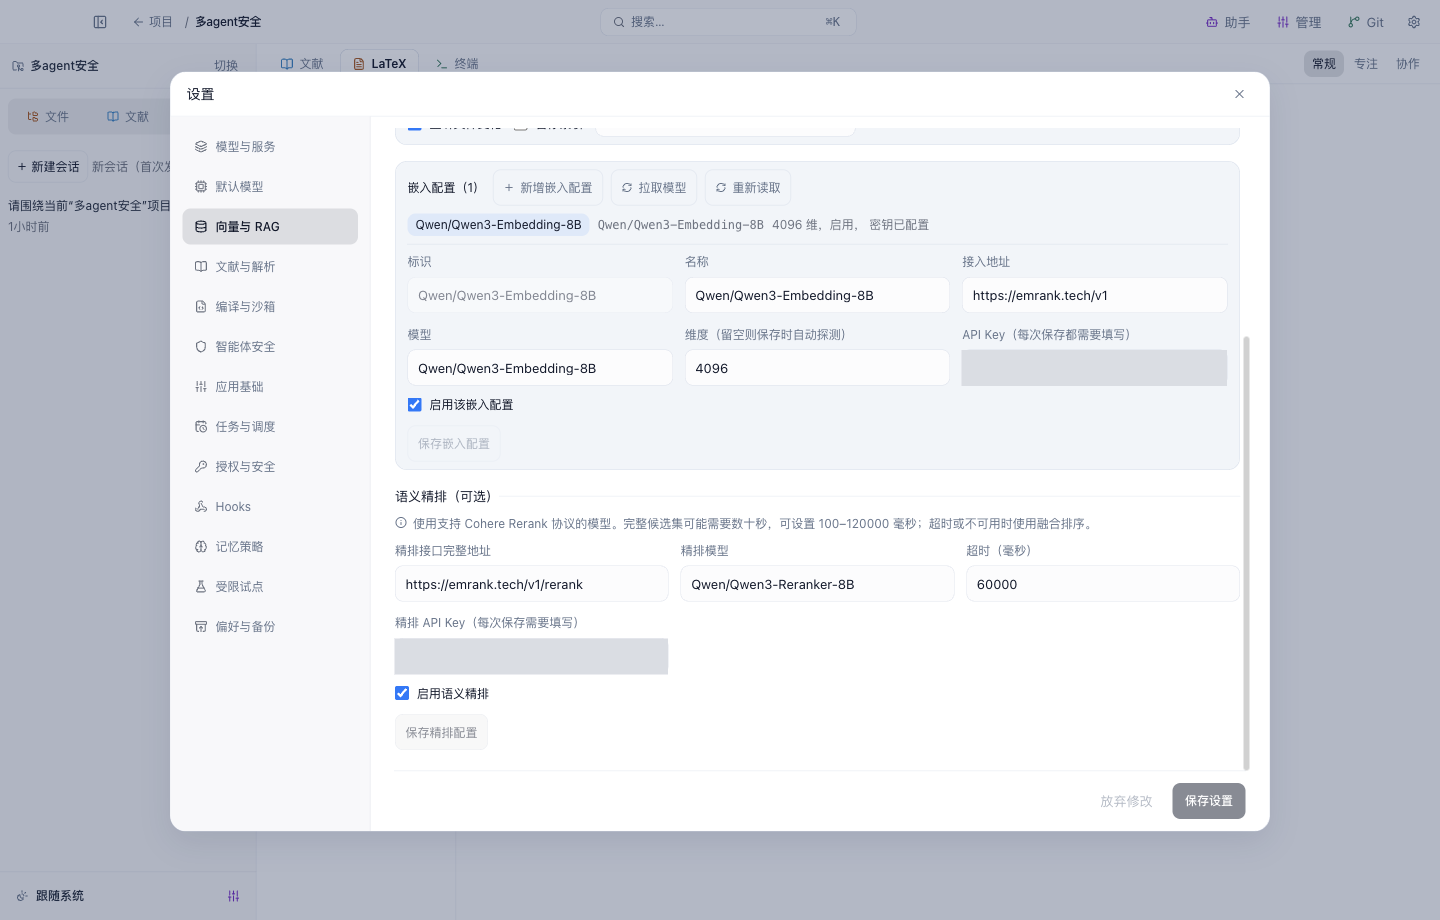 项目 / 多agent安全
搜索... ⌘K
助手 管理 Git
多agent安全 切换
文献 LaTeX 终端
常规 专注 协作
文件 文献
新建会话 新会话（首次发
请围绕当前“多agent安全”项目
1小时前
跟随系统
设置
模型与服务
默认模型
向量与 RAG
文献与解析
编译与沙箱
智能体安全
应用基础
任务与调度
授权与安全
Hooks
记忆策略
受限试点
偏好与备份
嵌入配置（1） 新增嵌入配置 拉取模型 重新读取
Qwen/Qwen3-Embedding-8B Qwen/Qwen3-Embedding-8B 4096 维，启用， 密钥已配置
标识 名称 接入地址
Qwen/Qwen3-Embedding-8B Qwen/Qwen3-Embedding-8B https://emrank.tech/v1
模型 维度（留空则保存时自动探测） API Key（每次保存都需要填写）
Qwen/Qwen3-Embedding-8B 4096
启用该嵌入配置
保存嵌入配置
语义精排（可选）
使用支持 Cohere Rerank 协议的模型。完整候选集可能需要数十秒，可设置 100–120000 毫秒；超时或不可用时使用融合排序。
精排接口完整地址 精排模型 超时（毫秒）
https://emrank.tech/v1/rerank Qwen/Qwen3-Reranker-8B 60000
精排 API Key（每次保存需要填写）
启用语义精排
保存精排配置
放弃修改 保存设置